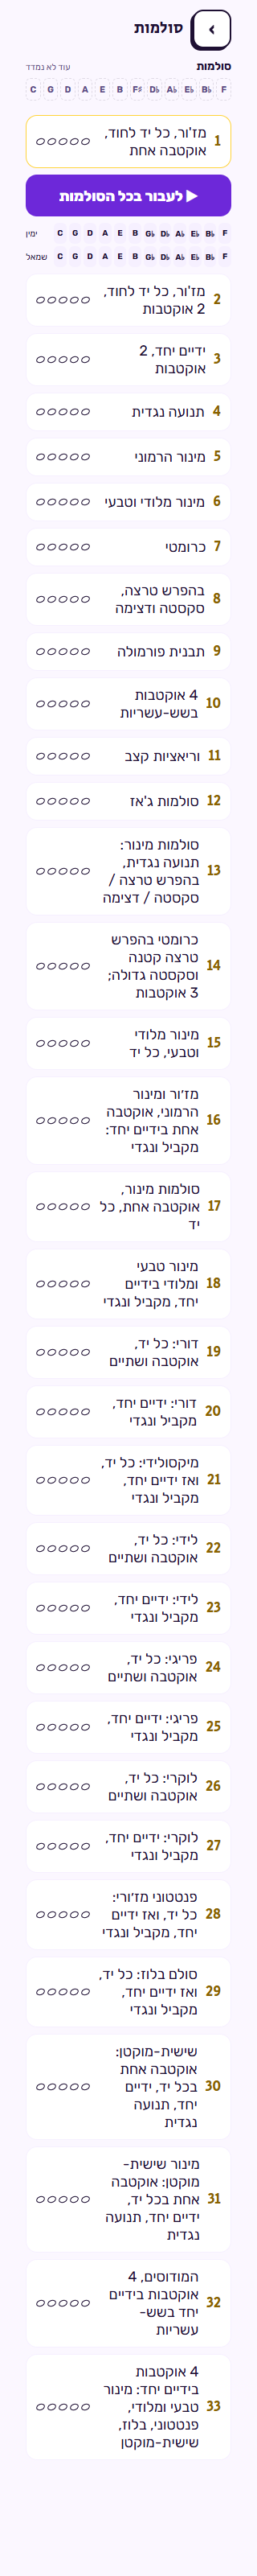 סולמות
סולמות
עוד לא נמדד
C G D A E B F♯ D♭ A♭ E♭ B♭ F
1 מז'ור, כל יד לחוד,
אוקטבה אחת
▶ לעבור בכל הסולמות
ימין
C G D A E B G♭ D♭ A♭ E♭ B♭ F
שמאל
C G D A E B G♭ D♭ A♭ E♭ B♭ F
2 מז'ור, כל יד לחוד,
2 אוקטבות
3 ידיים יחד, 2
אוקטבות
4 תנועה נגדית
5 מינור הרמוני
6 מינור מלודי וטבעי
7 כרומטי
8 בהפרש טרצה,
סקסטה ודצימה
9 תבנית פורמולה
10 4 אוקטבות
בשש-עשריות
11 וריאציות קצב
12 סולמות ג'אז
13 סולמות מינור:
תנועה נגדית,
בהפרש טרצה /
סקסטה / דצימה
14 כרומטי בהפרש
טרצה קטנה
וסקסטה גדולה;
3 אוקטבות
15 מינור מלודי
וטבעי, כל יד
16 מז'ור ומינור
הרמוני, אוקטבה
אחת בידיים יחד:
מקביל ונגדי
17 סולמות מינור,
אוקטבה אחת, כל
יד
18 מינור טבעי
ומלודי בידיים
יחד, מקביל ונגדי
19 דורי: כל יד,
אוקטבה ושתיים
20 דורי: ידיים יחד,
מקביל ונגדי
21 מיקסולידי: כל יד,
ואז ידיים יחד,
מקביל ונגדי
22 לידי: כל יד,
אוקטבה ושתיים
23 לידי: ידיים יחד,
מקביל ונגדי
24 פריגי: כל יד,
אוקטבה ושתיים
25 פריגי: ידיים יחד,
מקביל ונגדי
26 לוקרי: כל יד,
אוקטבה ושתיים
27 לוקרי: ידיים יחד,
מקביל ונגדי
28 פנטטוני מז'ורי:
כל יד, ואז ידיים
יחד, מקביל ונגדי
29 סולם בלוז: כל יד,
ואז ידיים יחד,
מקביל ונגדי
30 שישית-מוקטן:
אוקטבה אחת
בכל יד, ידיים
יחד, תנועה
נגדית
31 מינור שישית-
מוקטן: אוקטבה
אחת בכל יד,
ידיים יחד, תנועה
נגדית
32 המודוסים, 4
אוקטבות בידיים
יחד בשש-
עשריות
33 4 אוקטבות
בידיים יחד: מינור
טבעי ומלודי,
פנטטוני, בלוז,
שישית-מוקטן